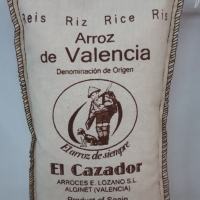 Reis Riz Rice Ris
Arroz
de Valencia
Denominación de Origen
El arroz de siempre
El Cazador
ARROCES E. LOZANO S.L.
ALGINET (VALENCIA)
Product of Spain